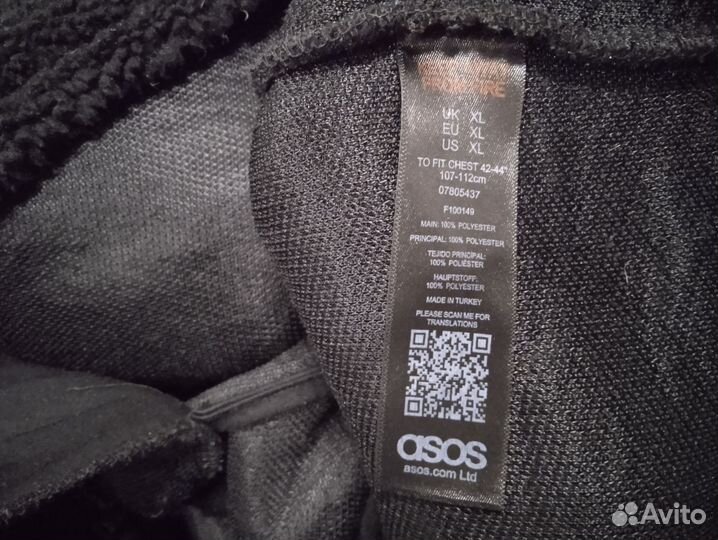 FIRE
UK XL
EU XL
US XL
TO FIT CHEST 42-44"
107-112cm
07805437
F100149
MAIN: 100% POLYESTER
PRINCIPAL: 100% POLYESTER
TEJIDO PRINCIPAL:
100% POLIÉSTER
HAUPTSTOFF:
100% POLYESTER
MADE IN TURKEY
PLEASE SCAN ME FOR
TRANSLATIONS
asos
asos.com Ltd
Avito